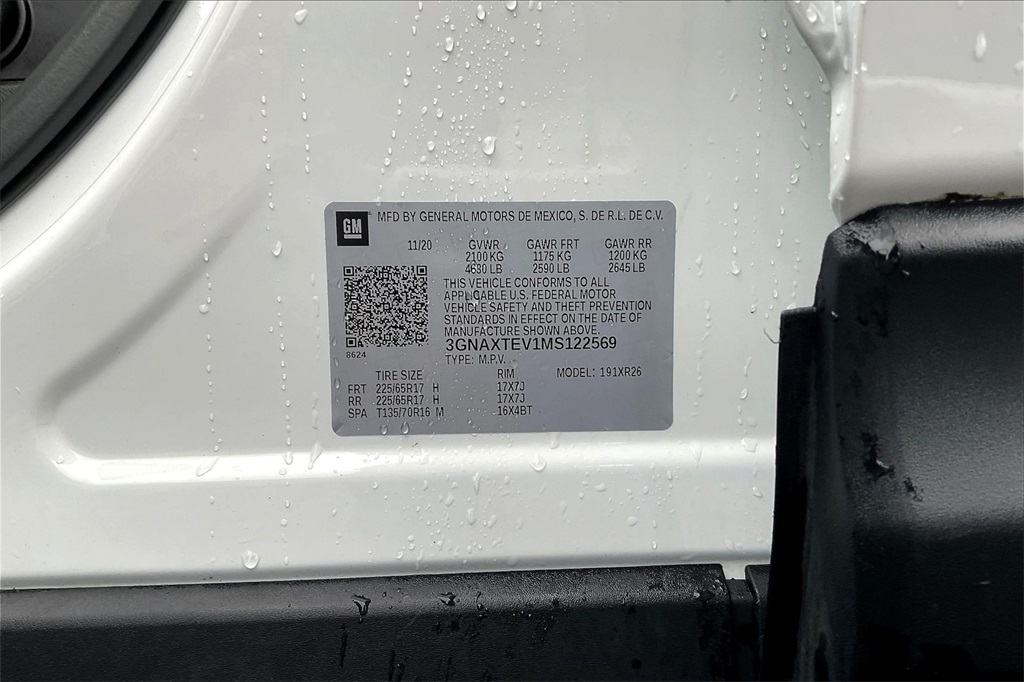 GM MFD BY GENERAL MOTORS DE MEXICO, S. DE R.L. DE C.V.
11/20 GVWR GAWR FRT GAWR RR
2100 KG 1175 KG 1200 KG
4630 LB 2590 LB 2645 LB
THIS VEHICLE CONFORMS TO ALL
APPLICABLE U.S. FEDERAL MOTOR
VEHICLE SAFETY AND THEFT PREVENTION
STANDARDS IN EFFECT ON THE DATE OF
MANUFACTURE SHOWN ABOVE.
3GNAXTEV1MS122569
8624
TYPE: M.P.V.
TIRE SIZE RIM MODEL: 191XR26
FRT 225/65R17 H 17X7J
RR 225/65R17 H 17X7J
SPA T135/70R16 M 16X4BT